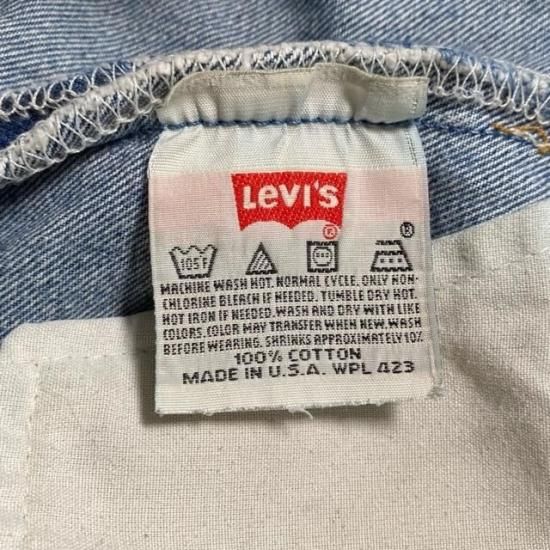 LEVI'S
105°F
MACHINE WASH HOT. NORMAL CYCLE. ONLY NON-
CHLORINE BLEACH IF NEEDED. TUMBLE DRY HOT.
HOT IRON IF NEEDED. WASH AND DRY WITH LIKE
COLORS. COLOR MAY TRANSFER WHEN NEW. WASH
BEFORE WEARING. SHRINKS APPROXIMATELY 10%
100% COTTON
MADE IN U.S.A. WPL 423